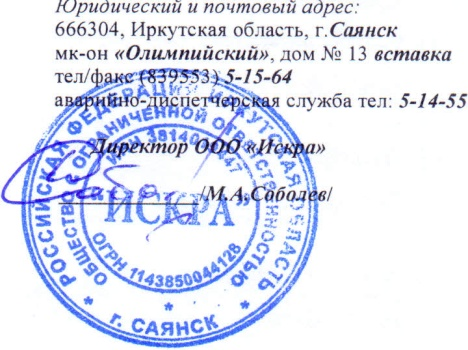 Юридический и почтовый адрес:
666304, Иркутская область, г.Саянск
мк-он «Олимпийский», дом № 13 вставка
тел/факс (839553) 5-15-64
аварийно-диспетчерская служба тел: 5-14-55
Директор ООО «Искра»
/М.А.Соболев/
РОССИЙСКАЯ ФЕДЕРАЦИЯ ИРКУТСКАЯ ОБЛАСТЬ
ОБЩЕСТВО С ОГРАНИЧЕННОЙ ОТВЕТСТВЕННОСТЬЮ
"ИСКРА"
ОГРН 1143850044128
* г. САЯНСК *